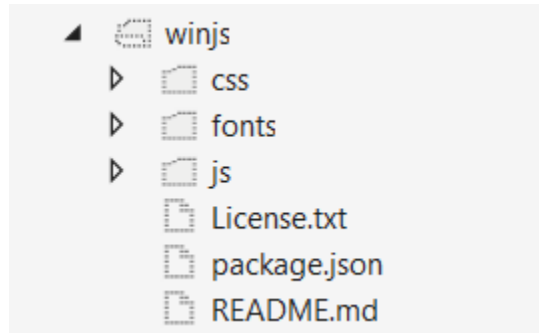 winjs
css
fonts
js
License.txt
package.json
README.md